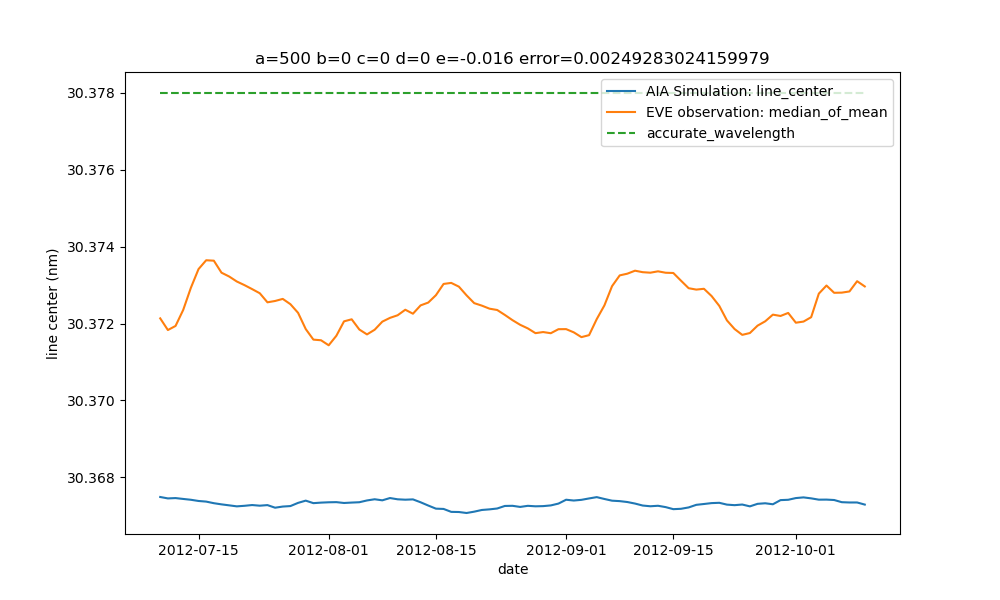 a=500 b=0 c=0 d=0 e=-0.016 error=0.00249283024159979
AIA Simulation: line_center
EVE observation: median_of_mean
accurate_wavelength
line center (nm)
30.378
30.376
30.374
30.372
30.370
30.368
2012-07-15 2012-08-01 2012-08-15 2012-09-01 2012-09-15 2012-10-01
date